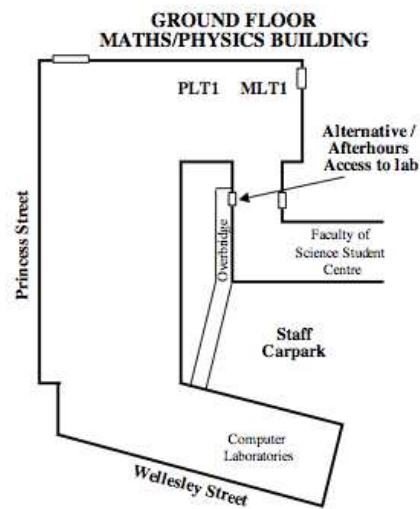 GROUND FLOOR
MATHS/PHYSICS BUILDING
PLT1 MLT1
Alternative /
Afterhours
Access to lab
Princess Street
Overbridge
Faculty of
Science Student
Centre
Staff
Carpark
Computer
Laboratories
Wellesley Street